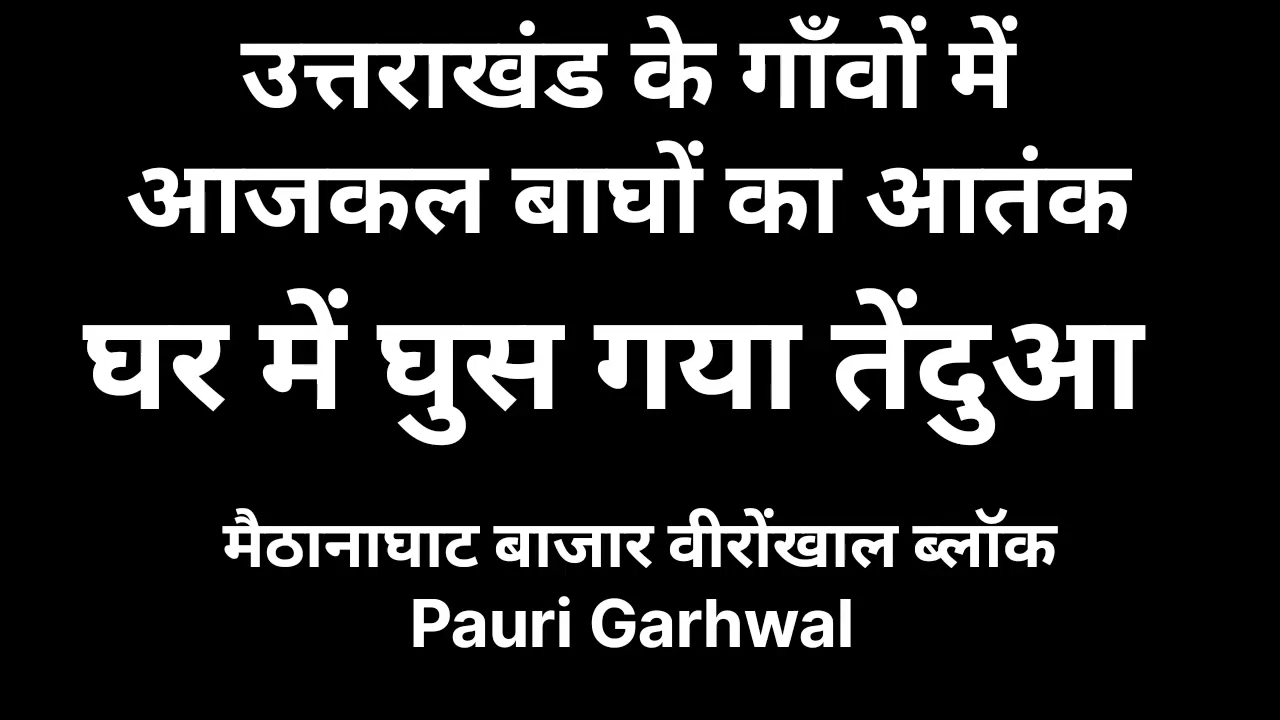 उत्तराखंड के गाँवों में
आजकल बाघों का आतंक
घर में घुस गया तेंदुआ
मैठानाघाट बाजार वीरोंखाल ब्लॉक
Pauri Garhwal